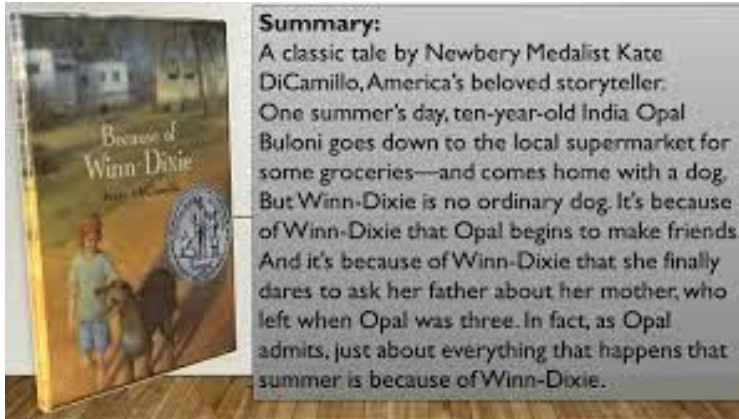 Because of
Winn-Dixie
Summary:
A classic tale by Newbery Medalist Kate
DiCamillo, America's beloved storyteller.
One summer's day, ten-year-old India Opal
Buloni goes down to the local supermarket for
some groceries—and comes home with a dog.
But Winn-Dixie is no ordinary dog. It's because
of Winn-Dixie that Opal begins to make friends.
And it's because of Winn-Dixie that she finally
dares to ask her father about her mother, who
left when Opal was three. In fact, as Opal
admits, just about everything that happens that
summer is because of Winn-Dixie.